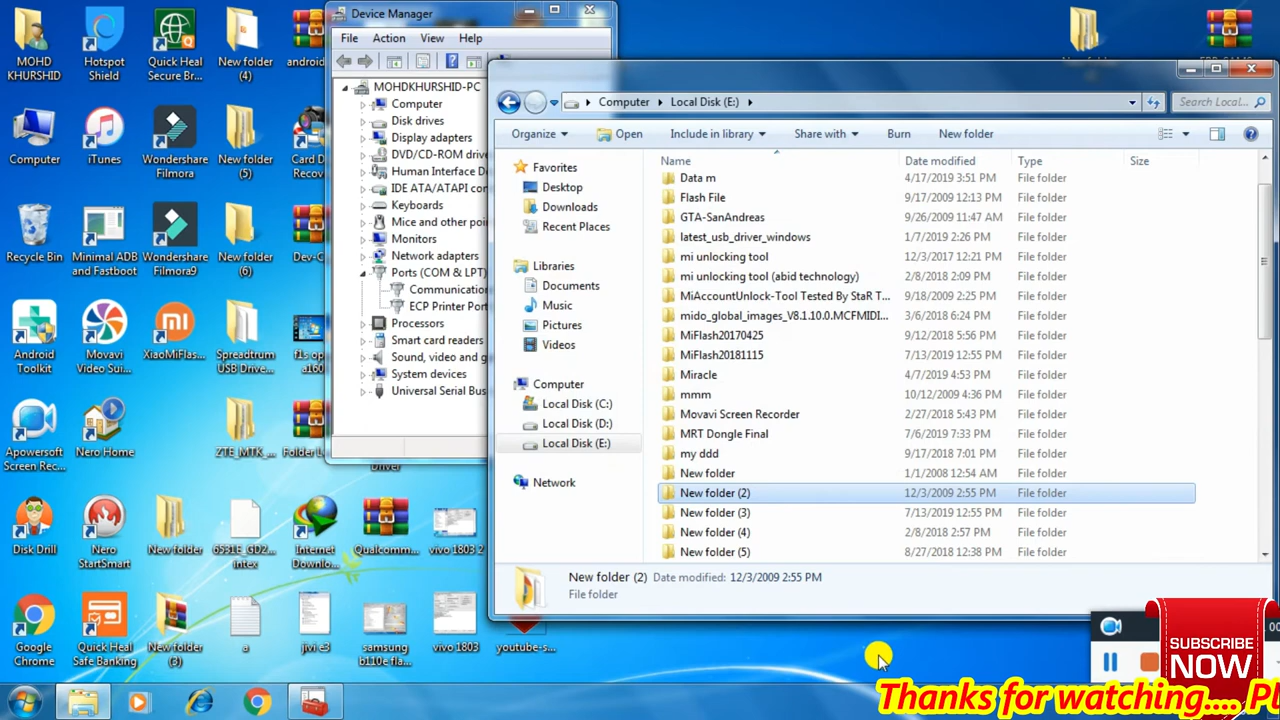 MOHD
KHURSHID
Hotspot
Shield
Quick Heal
Secure Br...
New folder
(4)
android
Computer
iTunes
Wondershare
Filmora
New folder
(5)
Card D
Recov
Recycle Bin
Minimal ADB
and Fastboot
Wondershare
Filmora9
New folder
(6)
Dev-C
Android
Toolkit
Movavi
Video Sui...
XiaoMiFlas...
Spreadtrum
USB Drive...
f1s op
a160
Apowersoft
Screen Rec...
Nero Home
ZTE_MTK_
Folder L
Driver
Disk Drill
Nero
StartSmart
New folder
6531E_GD2...
intex
Internet
Downlo...
Qualcomm...
vivo 1803 2
Google
Chrome
Quick Heal
Safe Banking
New folder
(3)
a
jivi e3
samsung
b110e fla...
vivo 1803
youtube-s...
Device Manager
File Action View Help
MOHDKHURSHID-PC
Computer
Disk drives
Display adapters
DVD/CD-ROM drive
Human Interface D
IDE ATA/ATAPI con
Keyboards
Mice and other poi
Monitors
Network adapters
Ports (COM & LPT)
Communication
ECP Printer Port
Processors
Smart card readers
Sound, video and g
System devices
Universal Serial Bus
Computer Local Disk (E:)
Search Local...
Organize Open Include in library Share with Burn New folder
Favorites
Desktop
Downloads
Recent Places
Libraries
Documents
Music
Pictures
Videos
Computer
Local Disk (C:)
Local Disk (D:)
Local Disk (E:)
Network
Name Date modified Type Size
Data m 4/17/2019 3:51 PM File folder
Flash File 9/17/2009 12:13 PM File folder
GTA-SanAndreas 9/26/2009 11:47 AM File folder
latest_usb_driver_windows 1/7/2019 2:26 PM File folder
mi unlocking tool 12/3/2017 12:21 PM File folder
mi unlocking tool (abid technology) 2/8/2018 2:09 PM File folder
MiAccountUnlock-Tool Tested By StaR T... 9/18/2009 2:25 PM File folder
mido_global_images_V8.1.10.0.MCFMIDI... 3/6/2018 6:24 PM File folder
MiFlash20170425 9/12/2018 5:56 PM File folder
MiFlash20181115 7/13/2019 12:55 PM File folder
Miracle 4/7/2019 4:53 PM File folder
mmm 10/12/2009 4:36 PM File folder
Movavi Screen Recorder 2/27/2018 5:43 PM File folder
MRT Dongle Final 7/6/2019 7:33 PM File folder
my ddd 9/17/2018 7:01 PM File folder
New folder 1/1/2008 12:54 AM File folder
New folder (2) 12/3/2009 2:55 PM File folder
New folder (3) 7/13/2019 12:55 PM File folder
New folder (4) 2/8/2018 2:57 PM File folder
New folder (5) 8/27/2018 12:38 PM File folder
New folder (2) Date modified: 12/3/2009 2:55 PM
File folder
SUBSCRIBE
NOW
Thanks for watching.... Pl